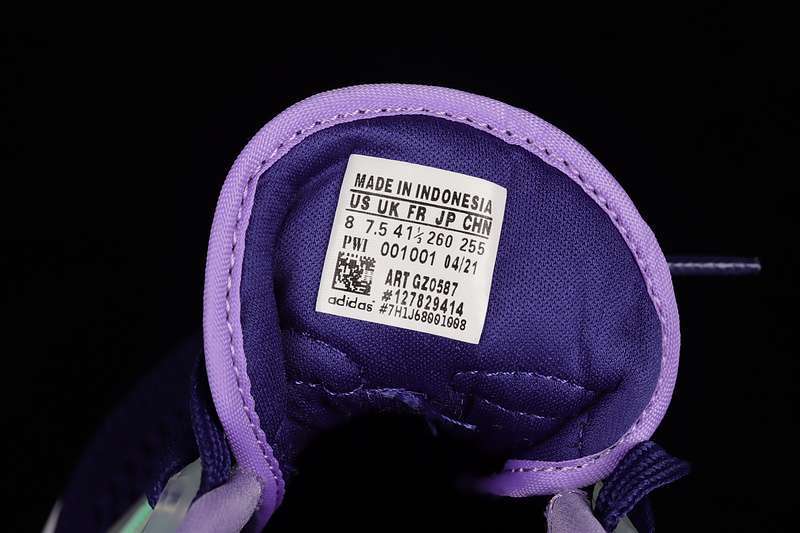 MADE IN INDONESIA
US UK FR JP CHN
8 7.5 41⅓ 260 255
PWI 001001 04/21
ART GZ0587
#127829414
adidas #7H1J68001008